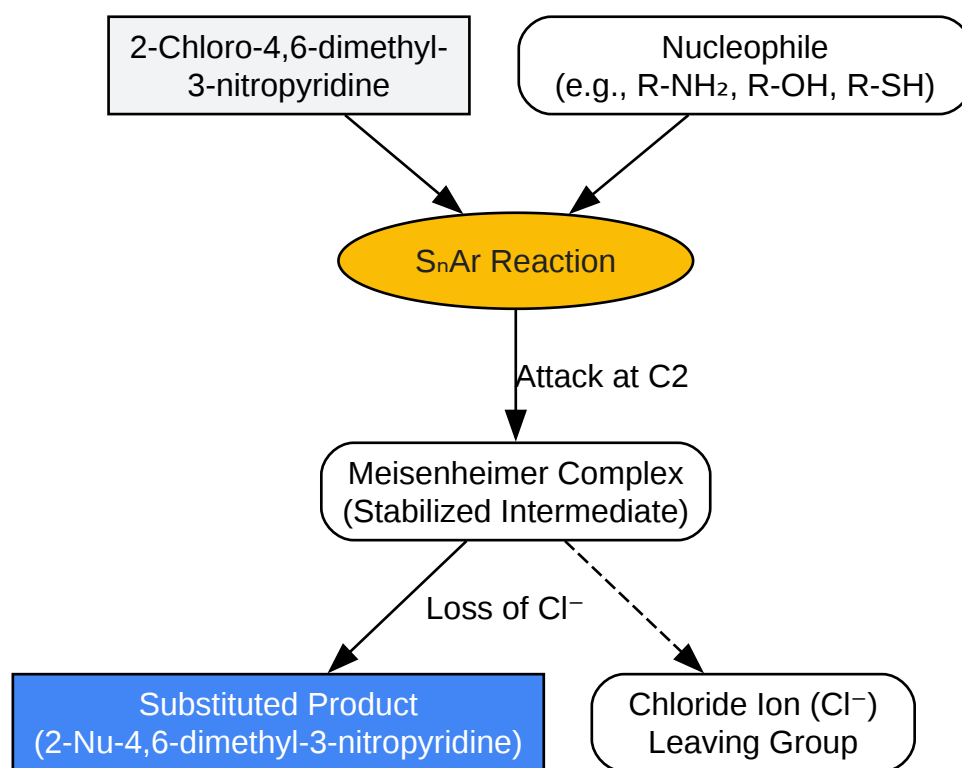 2-Chloro-4,6-dimethyl-
3-nitropyridine
Nucleophile
(e.g., R-NH₂, R-OH, R-SH)
SₙAr Reaction
Attack at C2
Meisenheimer Complex
(Stabilized Intermediate)
Loss of Cl⁻
Substituted Product
(2-Nu-4,6-dimethyl-3-nitropyridine)
Chloride Ion (Cl⁻)
Leaving Group